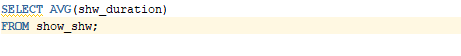 SELECT AVG(shw_duration)
FROM show_shw;